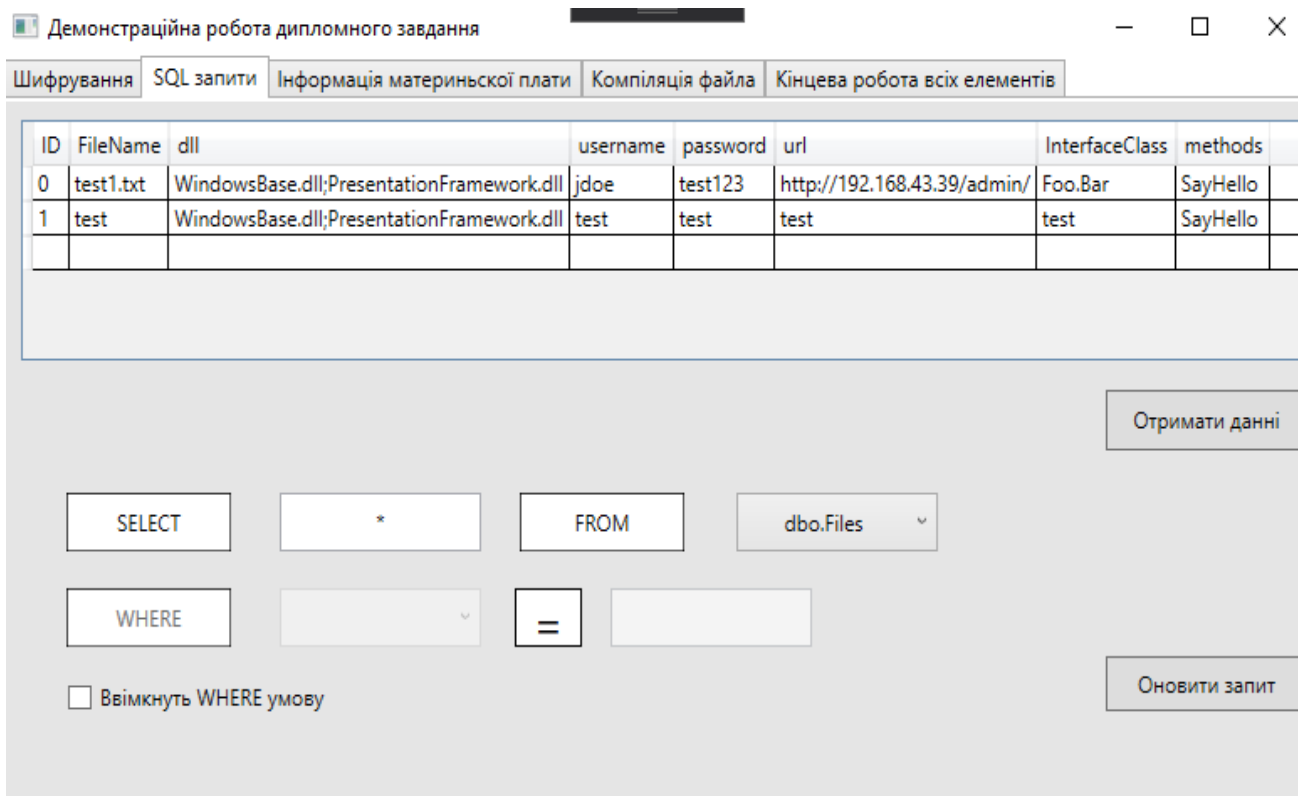 Демонстраційна робота дипломного завдання
Шифрування SQL запити Інформація материньскої плати Компіляція файла Кінцева робота всіх елементів
ID FileName dll username password url InterfaceClass methods
0 test1.txt WindowsBase.dll;PresentationFramework.dll jdoe test123 http://192.168.43.39/admin/ Foo.Bar SayHello
1 test WindowsBase.dll;PresentationFramework.dll test test test test SayHello
Отримати данні
SELECT * FROM dbo.Files
WHERE =
Ввімкнуть WHERE умову
Оновити запит